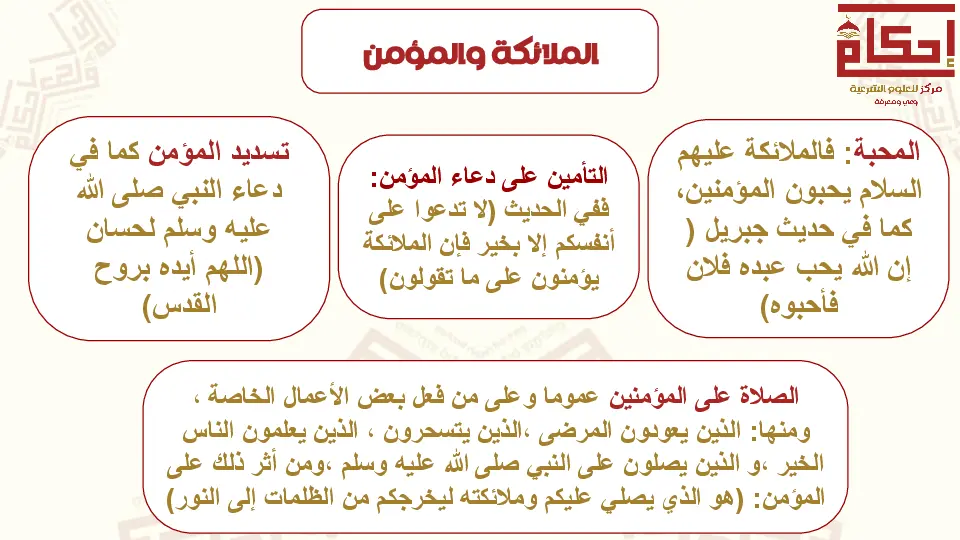 الملائكة والمؤمن
إحكام
مركز للعلوم الشرعية
وعي ومعرفة
المحبة: فالملائكة عليهم
السلام يحبون المؤمنين،
كما في حديث جبريل (
إن الله يحب عبده فلان
فأحبوه)
التأمين على دعاء المؤمن:
ففي الحديث (لا تدعوا على
أنفسكم إلا بخير فإن الملائكة
يؤمنون على ما تقولون)
تسديد المؤمن كما في
دعاء النبي صلى الله
عليه وسلم لحسان
(اللهم أيده بروح
القدس)
الصلاة على المؤمنين عموما وعلى من فعل بعض الأعمال الخاصة ،
ومنها: الذين يعودون المرضى ،الذين يتسحرون ، الذين يعلمون الناس
الخير ،و الذين يصلون على النبي صلى الله عليه وسلم ،ومن أثر ذلك على
المؤمن: (هو الذي يصلي عليكم وملائكته ليخرجكم من الظلمات إلى النور)